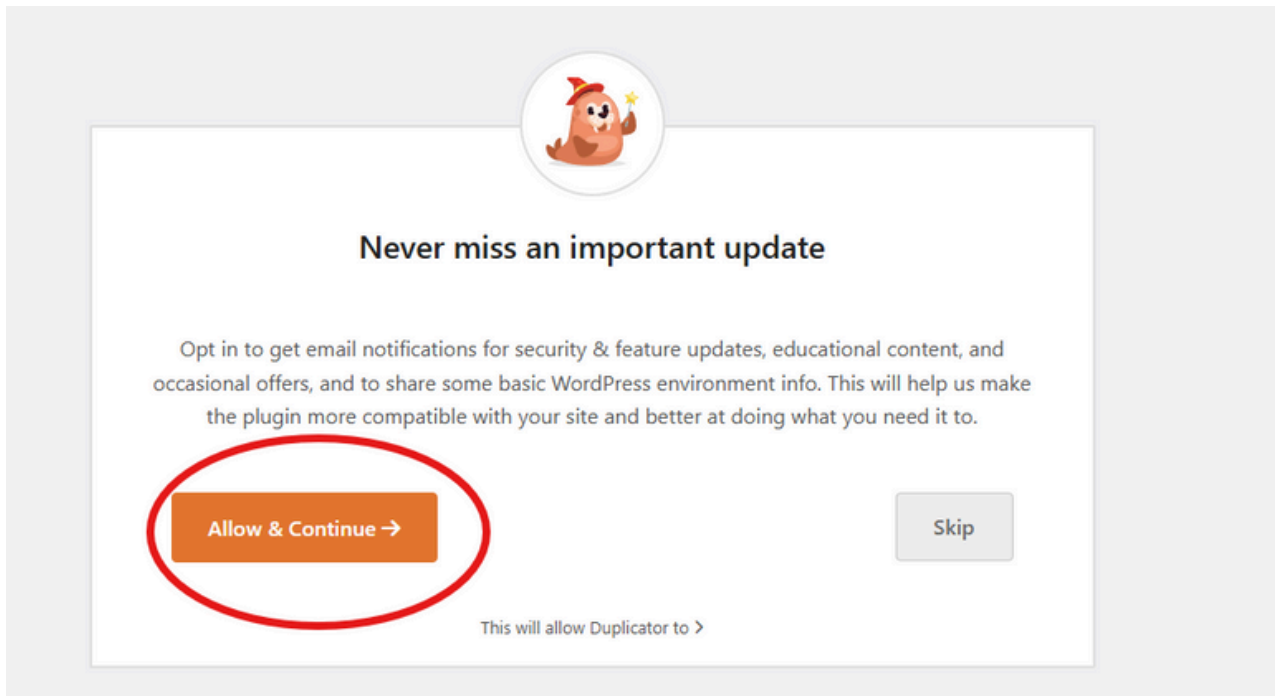 Never miss an important update
Opt in to get email notifications for security & feature updates, educational content, and
occasional offers, and to share some basic WordPress environment info. This will help us make
the plugin more compatible with your site and better at doing what you need it to.
Allow & Continue →
Skip
This will allow Duplicator to >